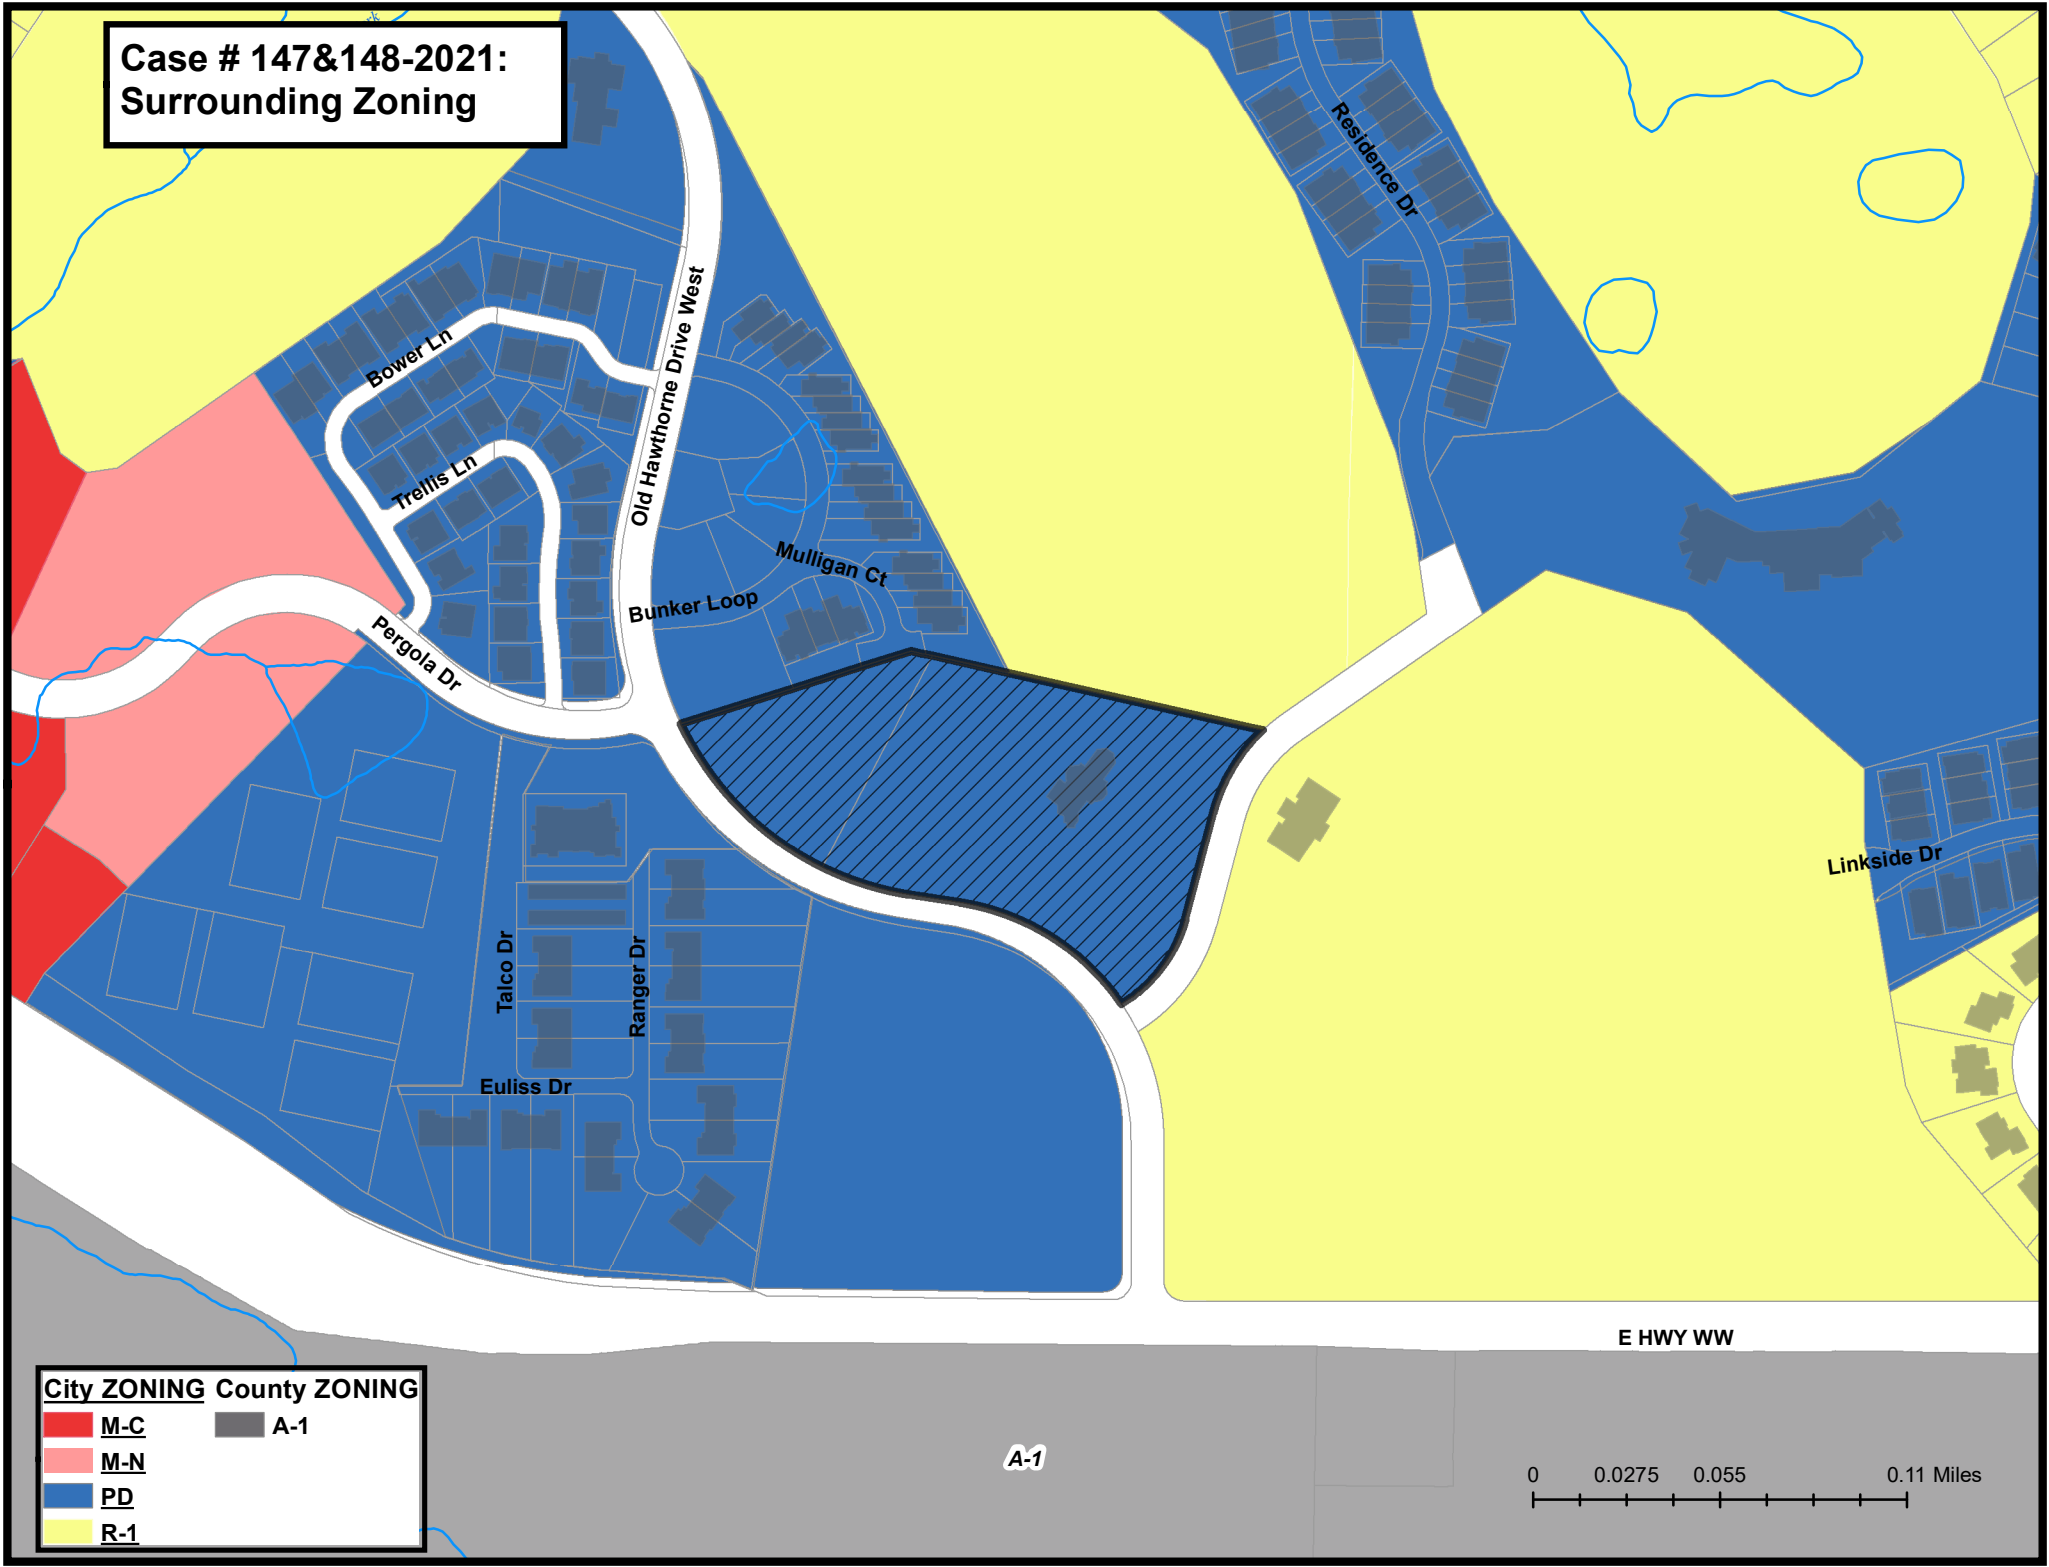 rk
Case # 147&148-2021:
Surrounding Zoning
Residence Dr
Old Hawthorne Drive West
Bower Ln
Trellis Ln
Mulligan Ct
Bunker Loop
Pergola Dr
Linkside Dr
Talco Dr
Ranger Dr
Euliss Dr
E HWY WW
A-1
City ZONING County ZONING
M-C A-1
M-N
PD
R-1
0 0.0275 0.055 0.11 Miles